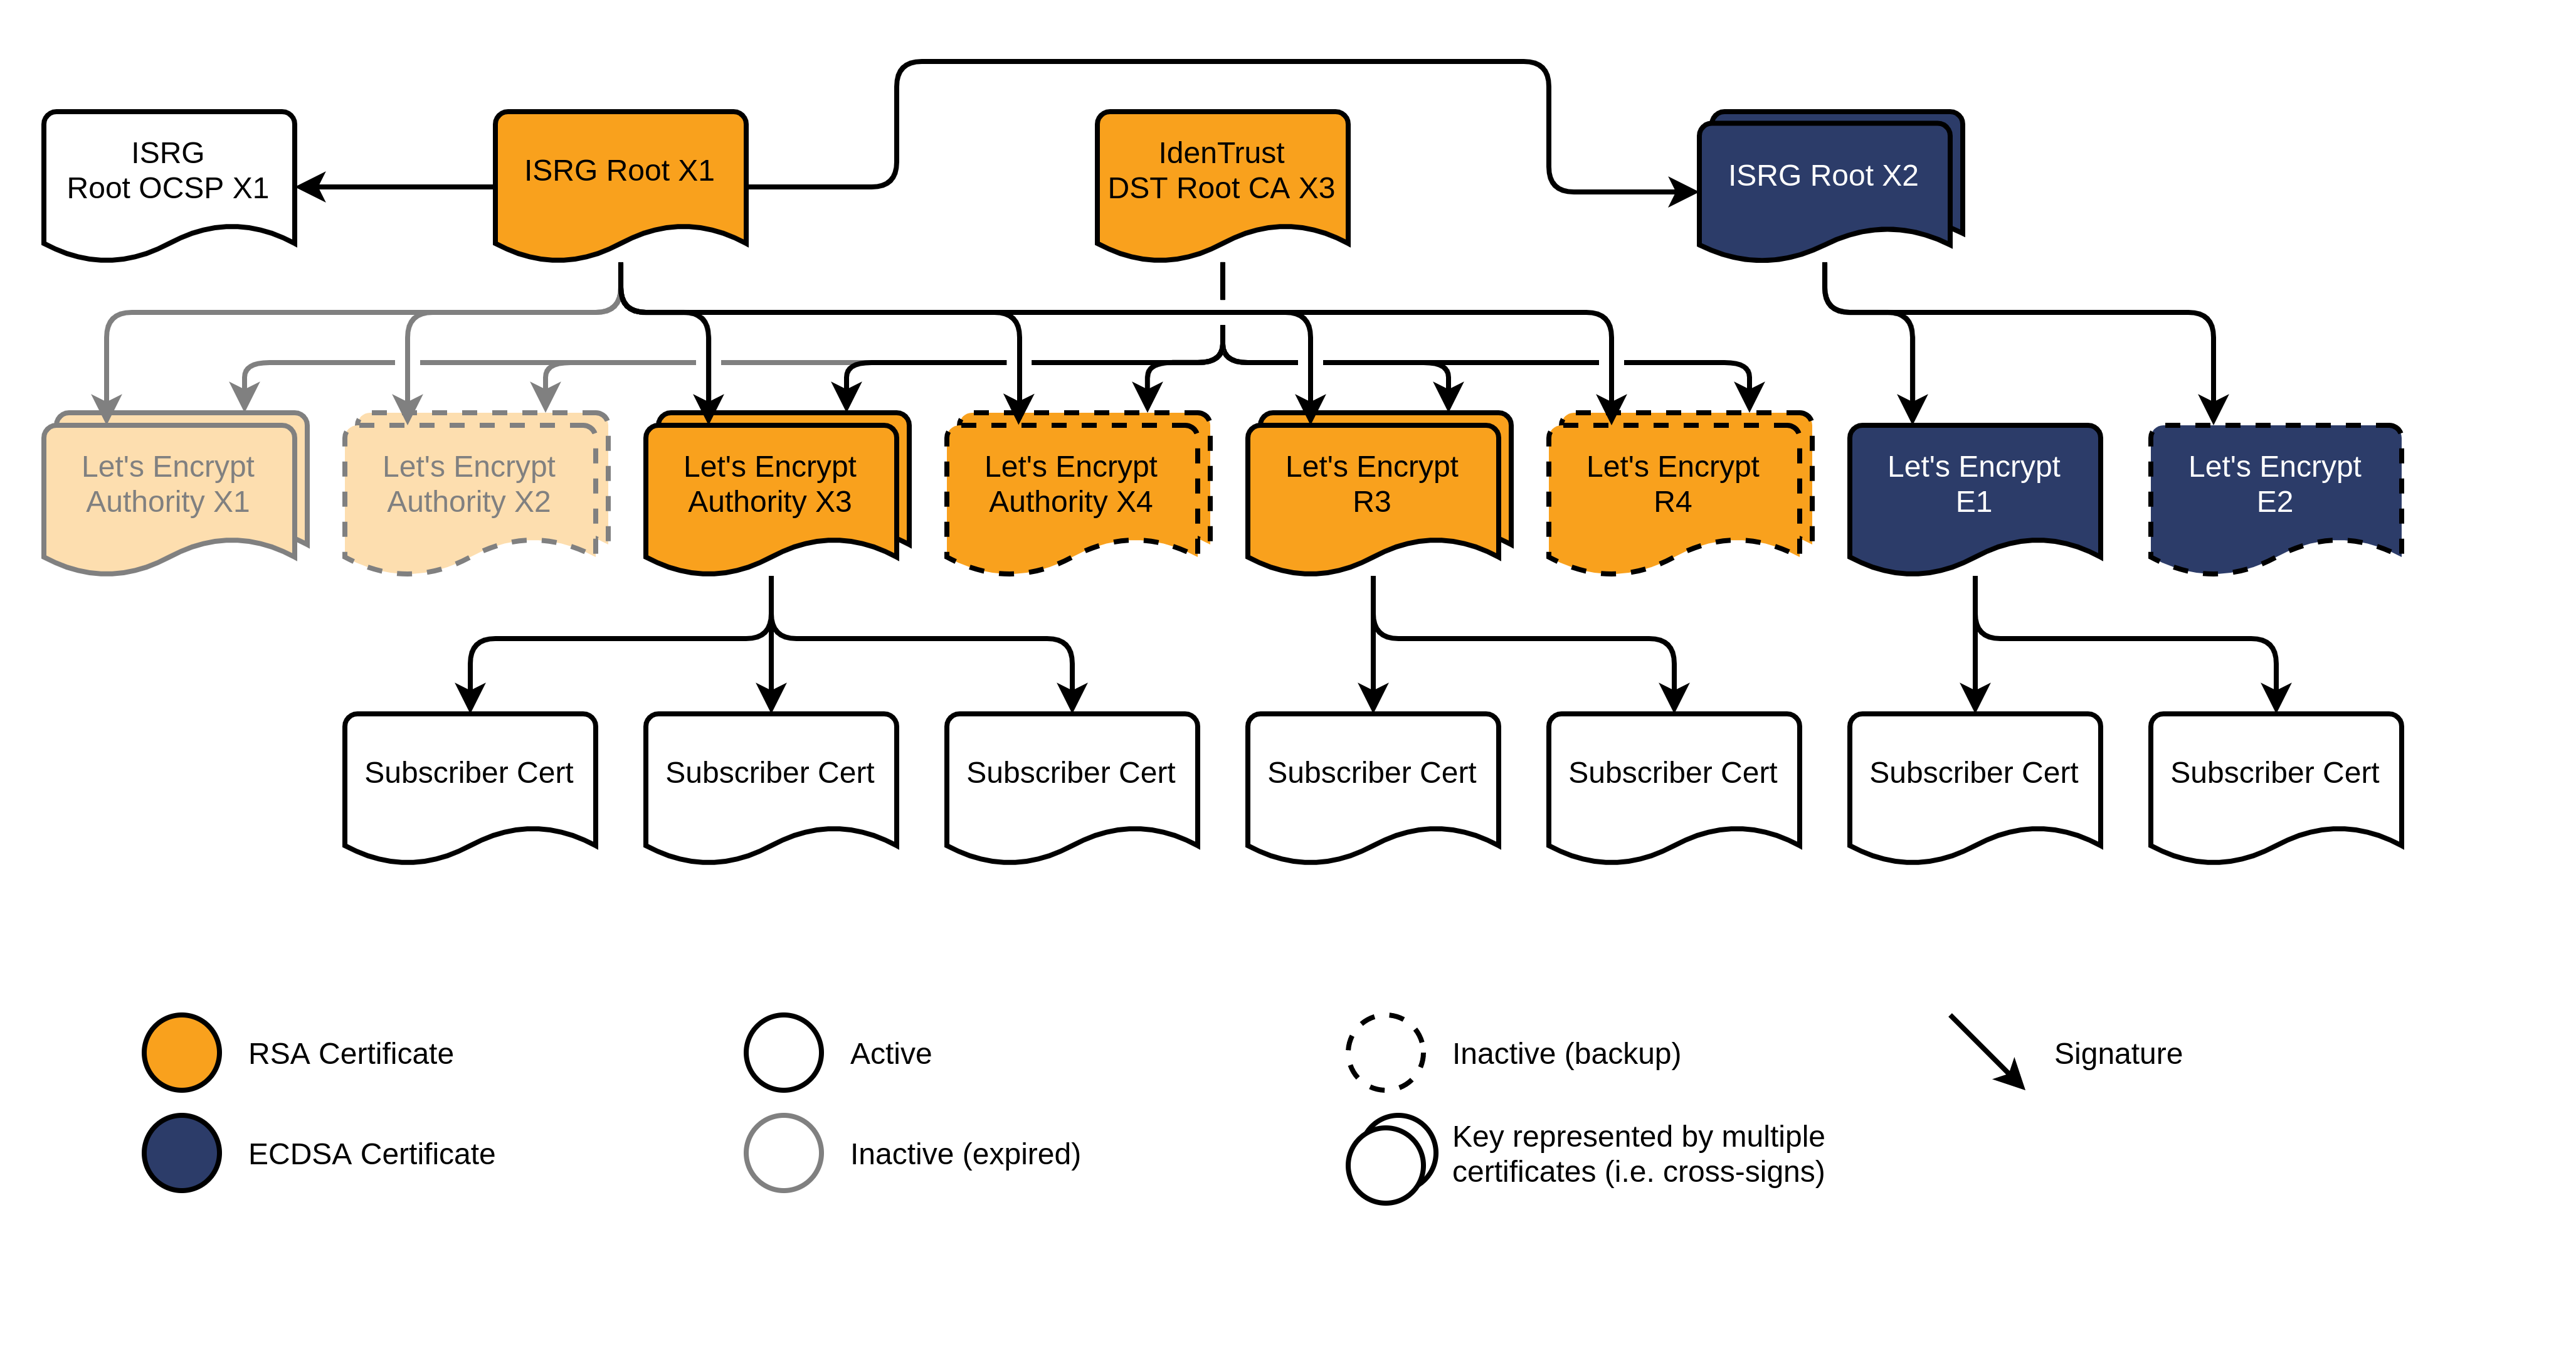 ISRG
Root OCSP X1
ISRG Root X1
IdenTrust
DST Root CA X3
ISRG Root X2
Let's Encrypt
Authority X1
Let's Encrypt
Authority X2
Let's Encrypt
Authority X3
Let's Encrypt
Authority X4
Let's Encrypt
R3
Let's Encrypt
R4
Let's Encrypt
E1
Let's Encrypt
E2
Subscriber Cert
Subscriber Cert
Subscriber Cert
Subscriber Cert
Subscriber Cert
Subscriber Cert
Subscriber Cert
RSA Certificate
Active
Inactive (backup)
Signature
ECDSA Certificate
Inactive (expired)
Key represented by multiple
certificates (i.e. cross-signs)